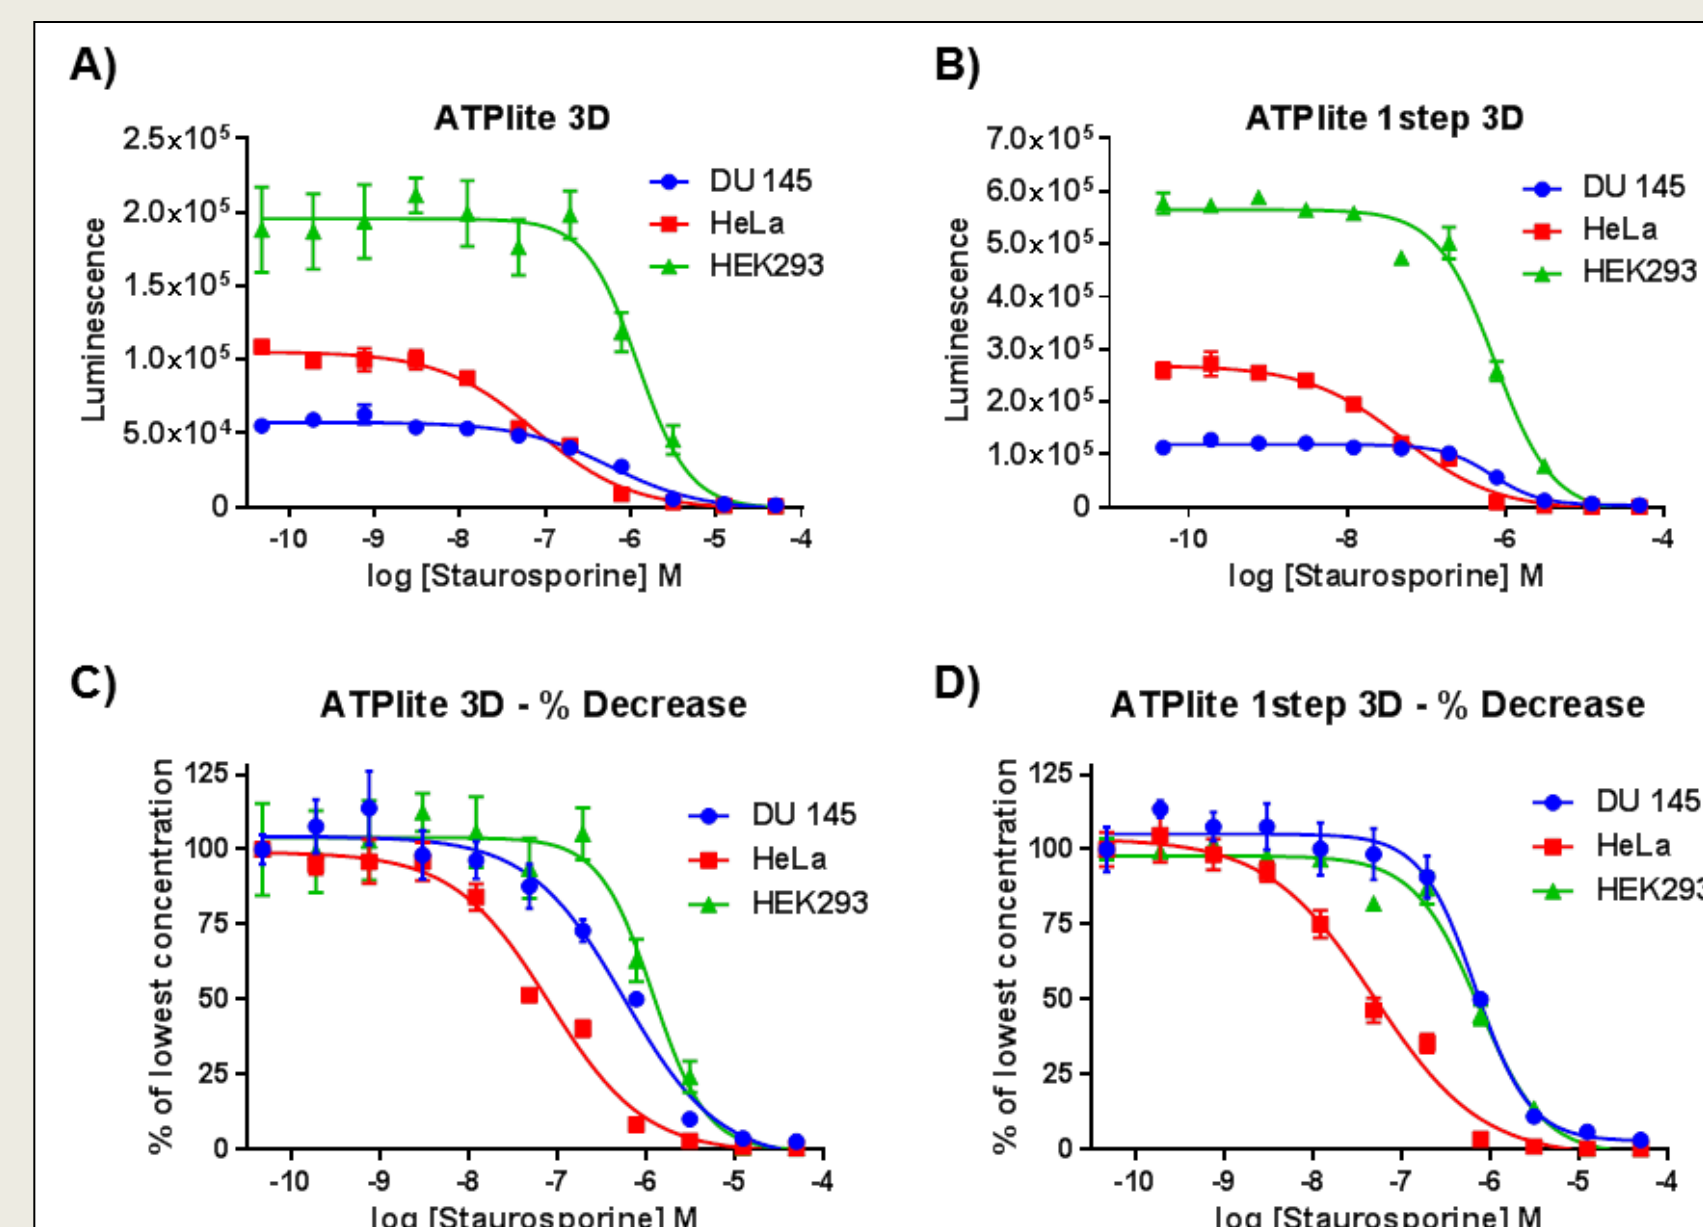 A)
ATPlite 3D
2.5x10⁵
2.0x10⁵
1.5x10⁵
1.0x10⁵
5.0x10⁴
0
Luminescence
DU 145
HeLa
HEK293
-10 -9 -8 -7 -6 -5 -4
log [Staurosporine] M
B)
ATPlite 1step 3D
7.0x10⁵
6.0x10⁵
5.0x10⁵
4.0x10⁵
3.0x10⁵
2.0x10⁵
1.0x10⁵
0
Luminescence
DU 145
HeLa
HEK293
-10 -8 -6 -4
log [Staurosporine] M
C)
ATPlite 3D - % Decrease
125
100
75
50
25
0
% of lowest concentration
DU 145
HeLa
HEK293
-10 -9 -8 -7 -6 -5 -4
log [Staurosporine] M
D)
ATPlite 1step 3D - % Decrease
125
100
75
50
25
0
% of lowest concentration
DU 145
HeLa
HEK293
-10 -9 -8 -7 -6 -5 -4
log [Staurosporine] M